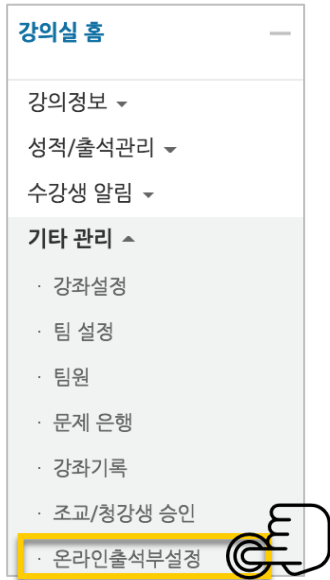 강의실 홈
강의정보
성적/출석관리
수강생 알림
기타 관리
· 강좌설정
· 팀 설정
· 팀원
· 문제 은행
· 강좌기록
· 조교/청강생 승인
· 온라인출석부설정